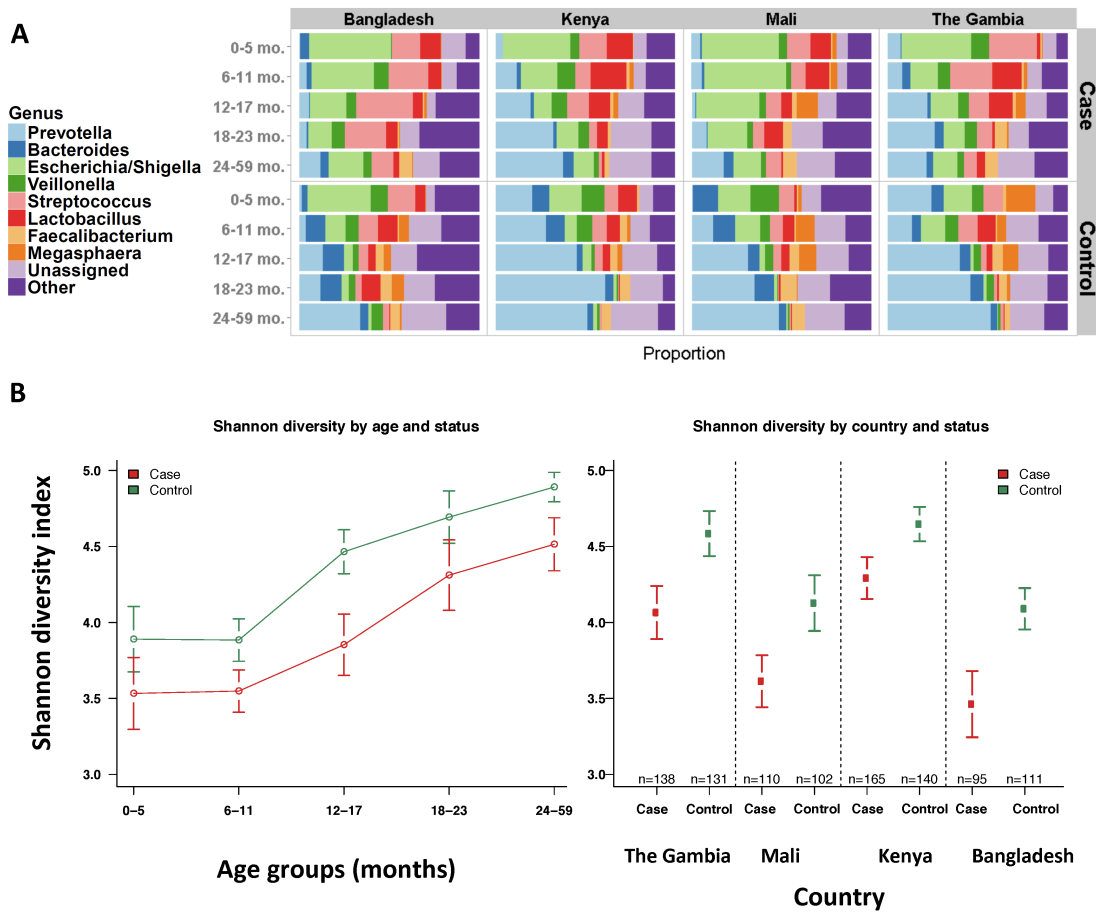 A
Bangladesh Kenya Mali The Gambia
0-5 mo.
6-11 mo.
12-17 mo.
18-23 mo.
24-59 mo.
Case
0-5 mo.
6-11 mo.
12-17 mo.
18-23 mo.
24-59 mo.
Control
Genus
Prevotella
Bacteroides
Escherichia/Shigella
Veillonella
Streptococcus
Lactobacillus
Faecalibacterium
Megasphaera
Unassigned
Other
Proportion
B
Shannon diversity by age and status
Case
Control
Shannon diversity index
5.0
4.5
4.0
3.5
3.0
0–5 6–11 12–17 18–23 24–59
Age groups (months)
Shannon diversity by country and status
Case
Control
5.0
4.5
4.0
3.5
3.0
n=138 n=131 n=110 n=102 n=165 n=140 n=95 n=111
Case Control Case Control Case Control Case Control
The Gambia Mali Kenya Bangladesh
Country